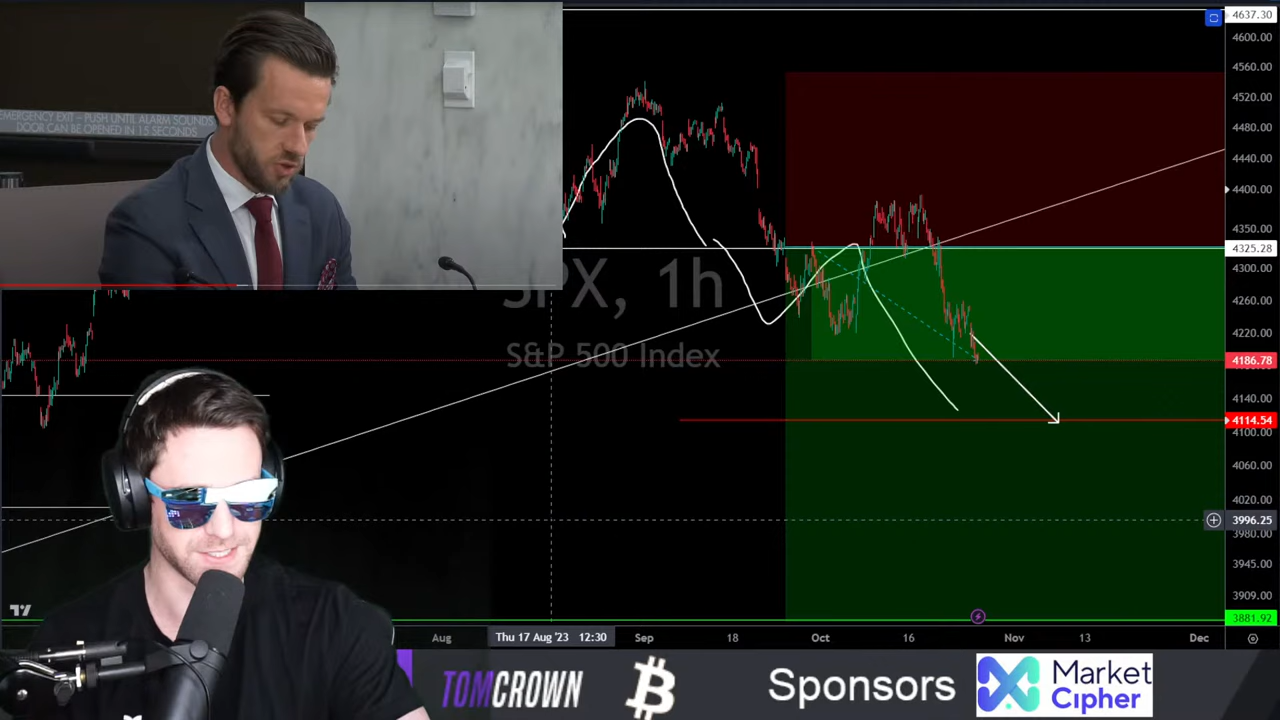 EMERGENCY EXIT – PUSH UNTIL ALARM SOUNDS
DOOR CAN BE OPENED IN 15 SECONDS
SPX, 1h
S&P 500 Index
4637.30
4600.00
4560.00
4520.00
4480.00
4440.00
4400.00
4350.00
4325.28
4300.00
4260.00
4220.00
4186.78
4140.00
4114.54
4100.00
4060.00
4020.00
3996.25
3980.00
3945.00
3909.00
3881.92
Aug
Thu 17 Aug '23 12:30
Sep
18
Oct
16
Nov
13
Dec
TOMCROWN
Sponsors
Market
Cipher